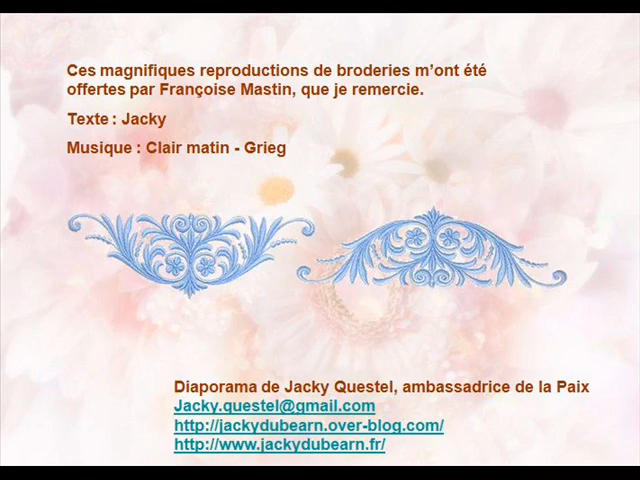 Ces magnifiques reproductions de broderies m’ont été
offertes par Françoise Mastin, que je remercie.
Texte : Jacky
Musique : Clair matin - Grieg
Diaporama de Jacky Questel, ambassadrice de la Paix
Jacky.questel@gmail.com
http://jackydubearn.over-blog.com/
http://www.jackydubearn.fr/